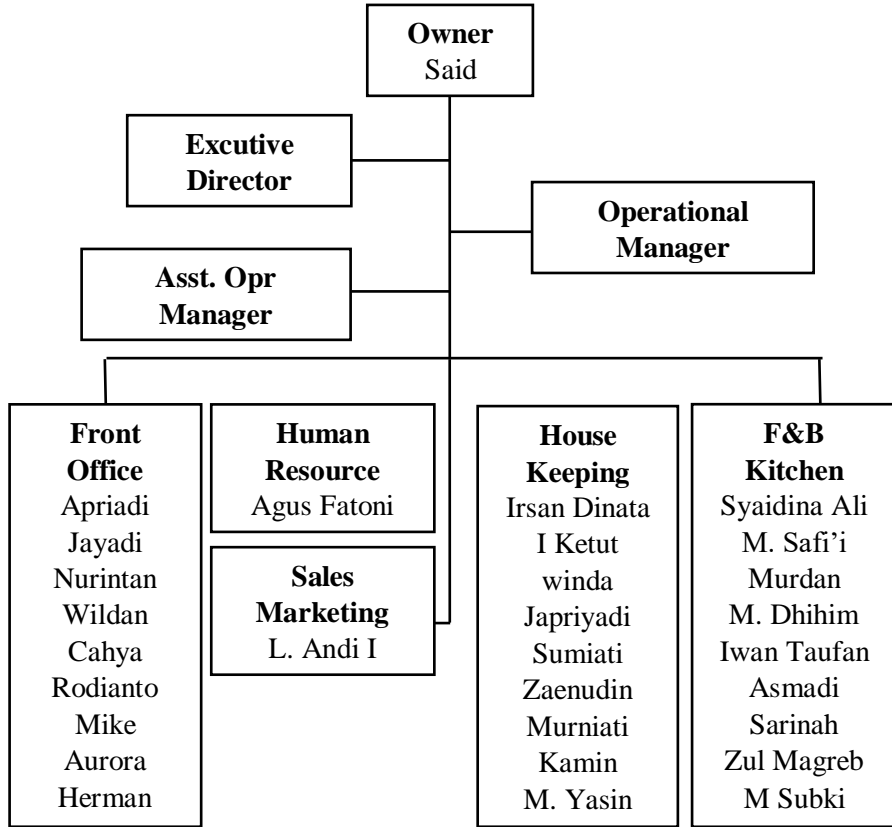 Owner
Said
Excutive
Director
Operational
Manager
Asst. Opr
Manager
Front
Office
Apriadi
Jayadi
Nurintan
Wildan
Cahya
Rodianto
Mike
Aurora
Herman
Human
Resource
Agus Fatoni
Sales
Marketing
L. Andi I
House
Keeping
Irsan Dinata
I Ketut
winda
Japriyadi
Sumiati
Zaenudin
Murniati
Kamin
M. Yasin
F&B
Kitchen
Syaidina Ali
M. Safi’i
Murdan
M. Dhihim
Iwan Taufan
Asmadi
Sarinah
Zul Magreb
M Subki